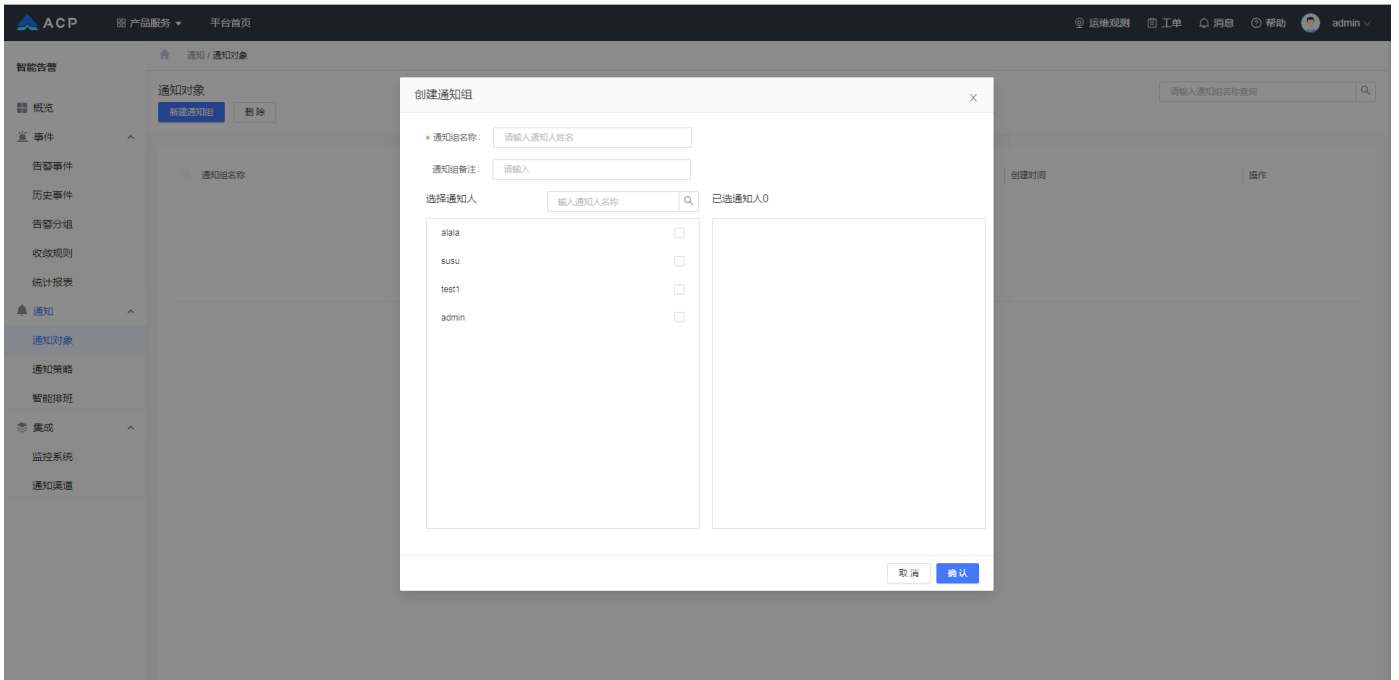 ACP 产品服务 平台首页 运维观测 工单 消息 帮助 admin
智能告警
概览
事件
告警事件
历史事件
告警分组
收敛规则
统计报表
通知
通知对象
通知策略
智能排班
集成
监控系统
通知渠道
通知 / 通知对象
通知对象
新建通知组 删 除
请输入通知组名称查询
通知组名称 创建时间 操作
创建通知组 X
* 通知组名称: 请输入通知人姓名
通知组备注: 请输入
选择通知人 输入通知人名称 已选通知人0
alala
susu
test1
admin
取 消 确 认